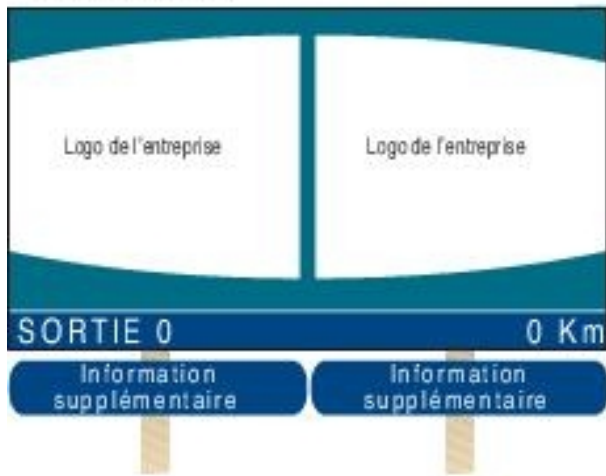 Logo de l'entreprise Logo de l'entreprise
SORTIE 0 0 Km
Information Information
supplémentaire supplémentaire